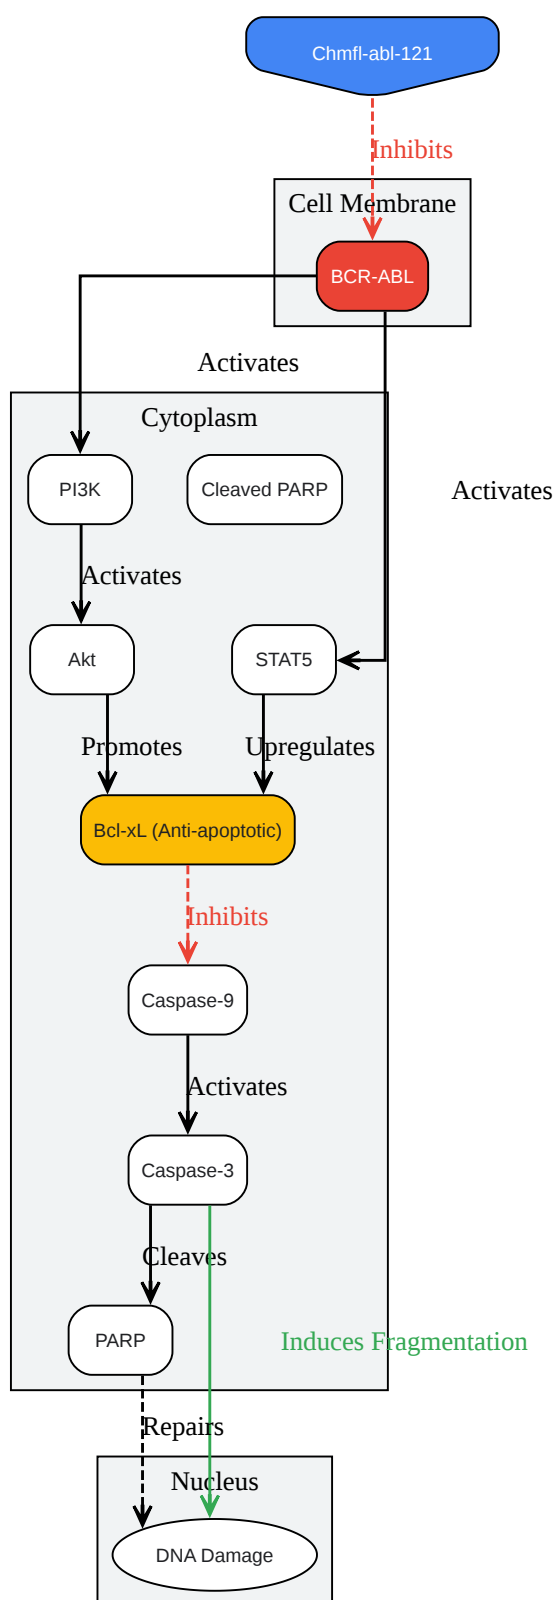 Chmfl-abl-121
Inhibits
Cell Membrane
BCR-ABL
Activates
Cytoplasm
PI3K
Cleaved PARP
Activates
Activates
Akt
STAT5
Promotes
Upregulates
Bcl-xL (Anti-apoptotic)
Inhibits
Caspase-9
Activates
Caspase-3
Cleaves
PARP
Induces Fragmentation
Repairs
Nucleus
DNA Damage